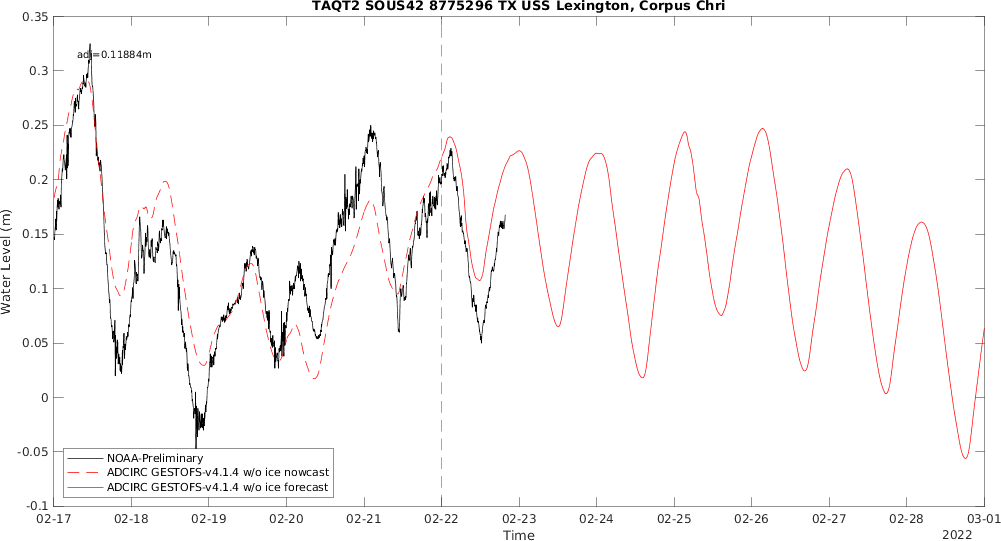 TAQT2 SOUS42 8775296 TX USS Lexington, Corpus Chri
0.35
0.3
0.25
0.2
0.15
0.1
0.05
0
-0.05
-0.1
Water Level (m)
adj=0.11884m
NOAA-Preliminary
ADCIRC GESTOFS-v4.1.4 w/o ice nowcast
ADCIRC GESTOFS-v4.1.4 w/o ice forecast
02-17 02-18 02-19 02-20 02-21 02-22 02-23 02-24 02-25 02-26 02-27 02-28 03-01
Time
2022